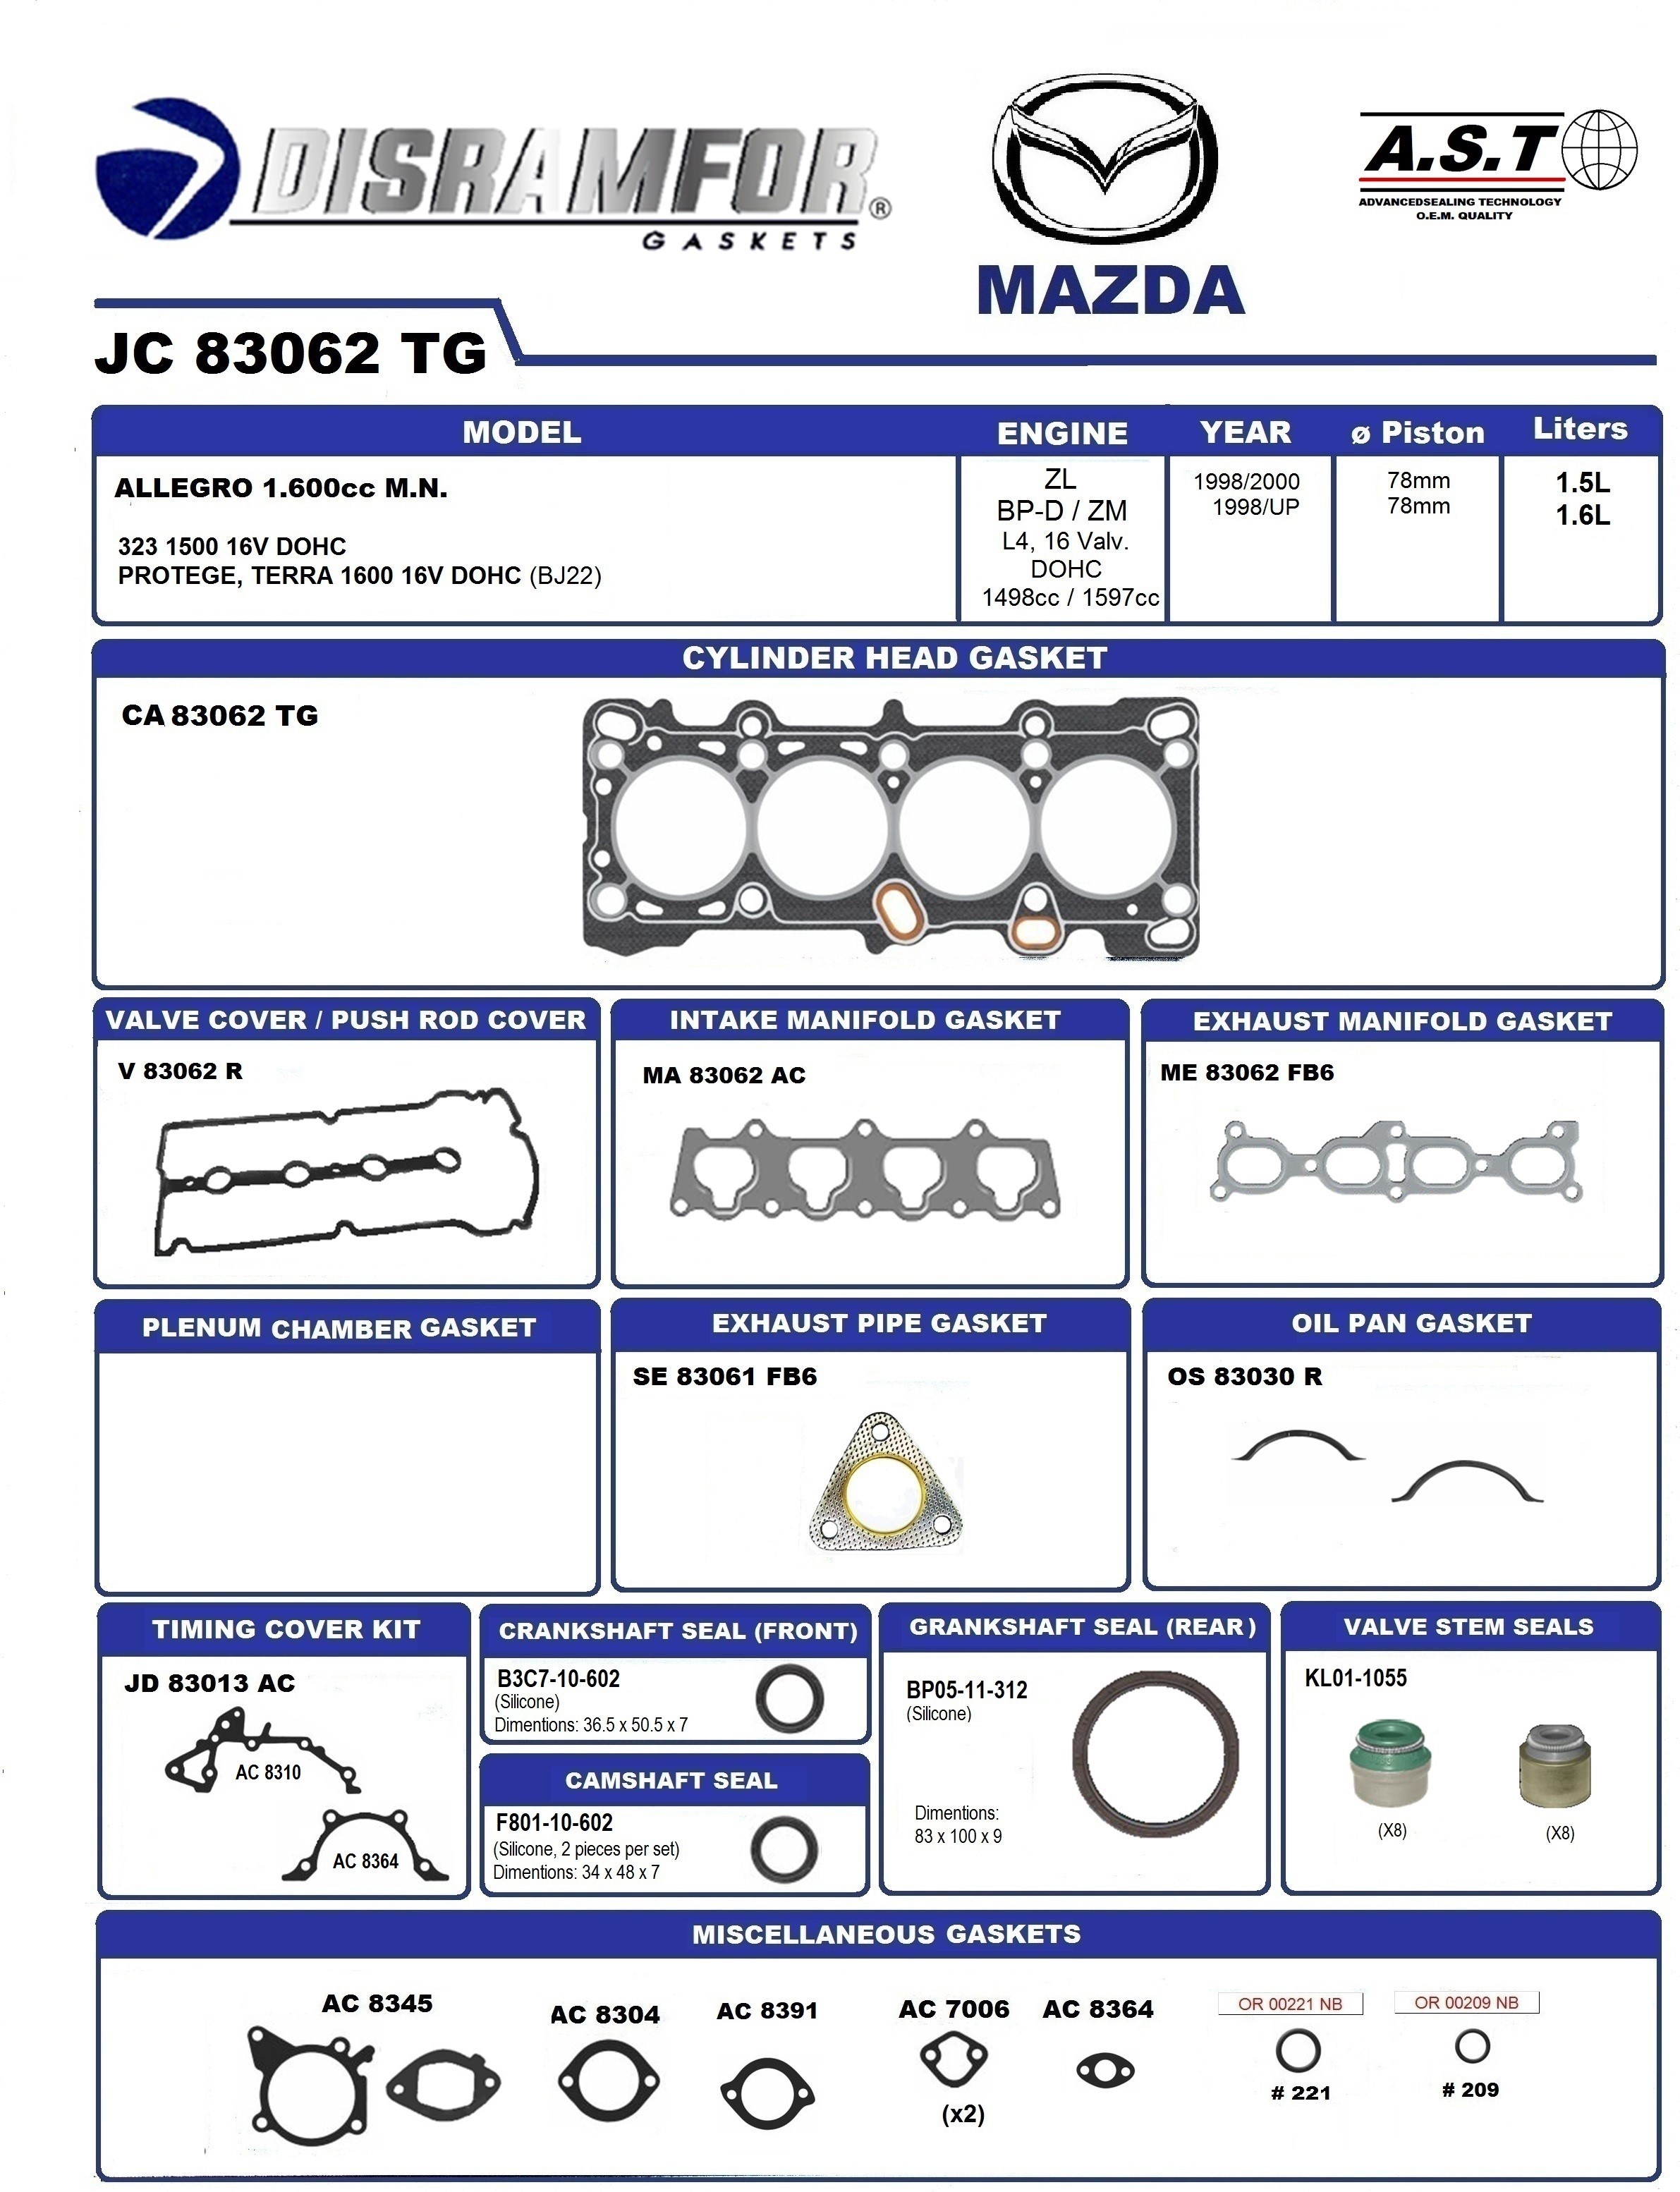 DISRAMFOR®
GASKETS
MAZDA
A.S.T
ADVANCEDSEALING TECHNOLOGY
O.E.M. QUALITY
JC 83062 TG
MODEL
ENGINE
YEAR
ø Piston
Liters
ALLEGRO 1.600cc M.N.
323 1500 16V DOHC
PROTEGE, TERRA 1600 16V DOHC (BJ22)
ZL
BP-D / ZM
L4, 16 Valv.
DOHC
1498cc / 1597cc
1998/2000
1998/UP
78mm
78mm
1.5L
1.6L
CYLINDER HEAD GASKET
CA 83062 TG
VALVE COVER / PUSH ROD COVER
V 83062 R
INTAKE MANIFOLD GASKET
MA 83062 AC
EXHAUST MANIFOLD GASKET
ME 83062 FB6
PLENUM CHAMBER GASKET
EXHAUST PIPE GASKET
SE 83061 FB6
OIL PAN GASKET
OS 83030 R
TIMING COVER KIT
JD 83013 AC
AC 8310
AC 8364
CRANKSHAFT SEAL (FRONT)
B3C7-10-602
(Silicone)
Dimentions: 36.5 x 50.5 x 7
CAMSHAFT SEAL
F801-10-602
(Silicone, 2 pieces per set)
Dimentions: 34 x 48 x 7
GRANKSHAFT SEAL (REAR)
BP05-11-312
(Silicone)
Dimentions:
83 x 100 x 9
VALVE STEM SEALS
KL01-1055
(X8)
(X8)
MISCELLANEOUS GASKETS
AC 8345
AC 8304
AC 8391
AC 7006
(x2)
AC 8364
OR 00221 NB
# 221
OR 00209 NB
# 209